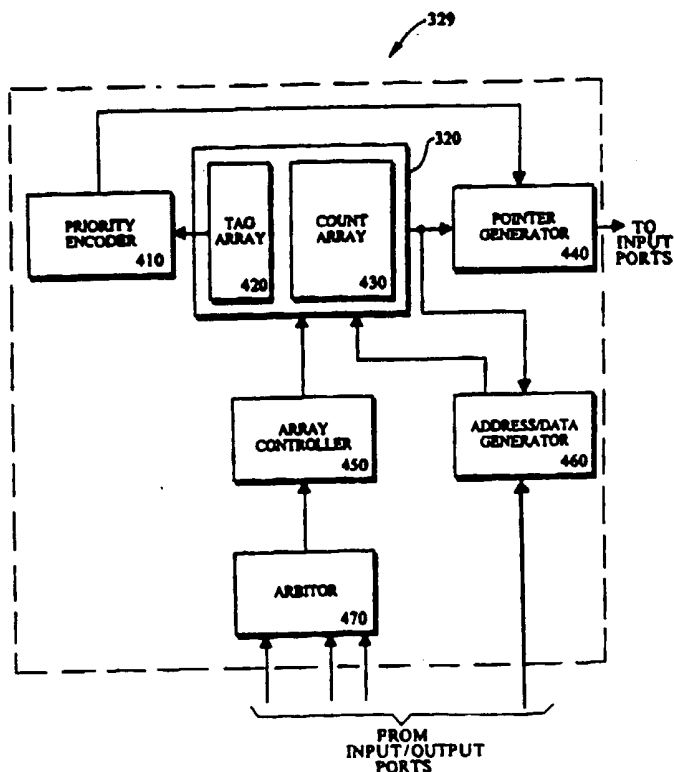 329
320
PRIORITY
ENCODER
410
TAG
ARRAY
420
COUNT
ARRAY
430
POINTER
GENERATOR
440
TO
INPUT
PORTS
ARRAY
CONTROLLER
450
ADDRESS/DATA
GENERATOR
460
ARBITOR
470
FROM
INPUT/OUTPUT
PORTS